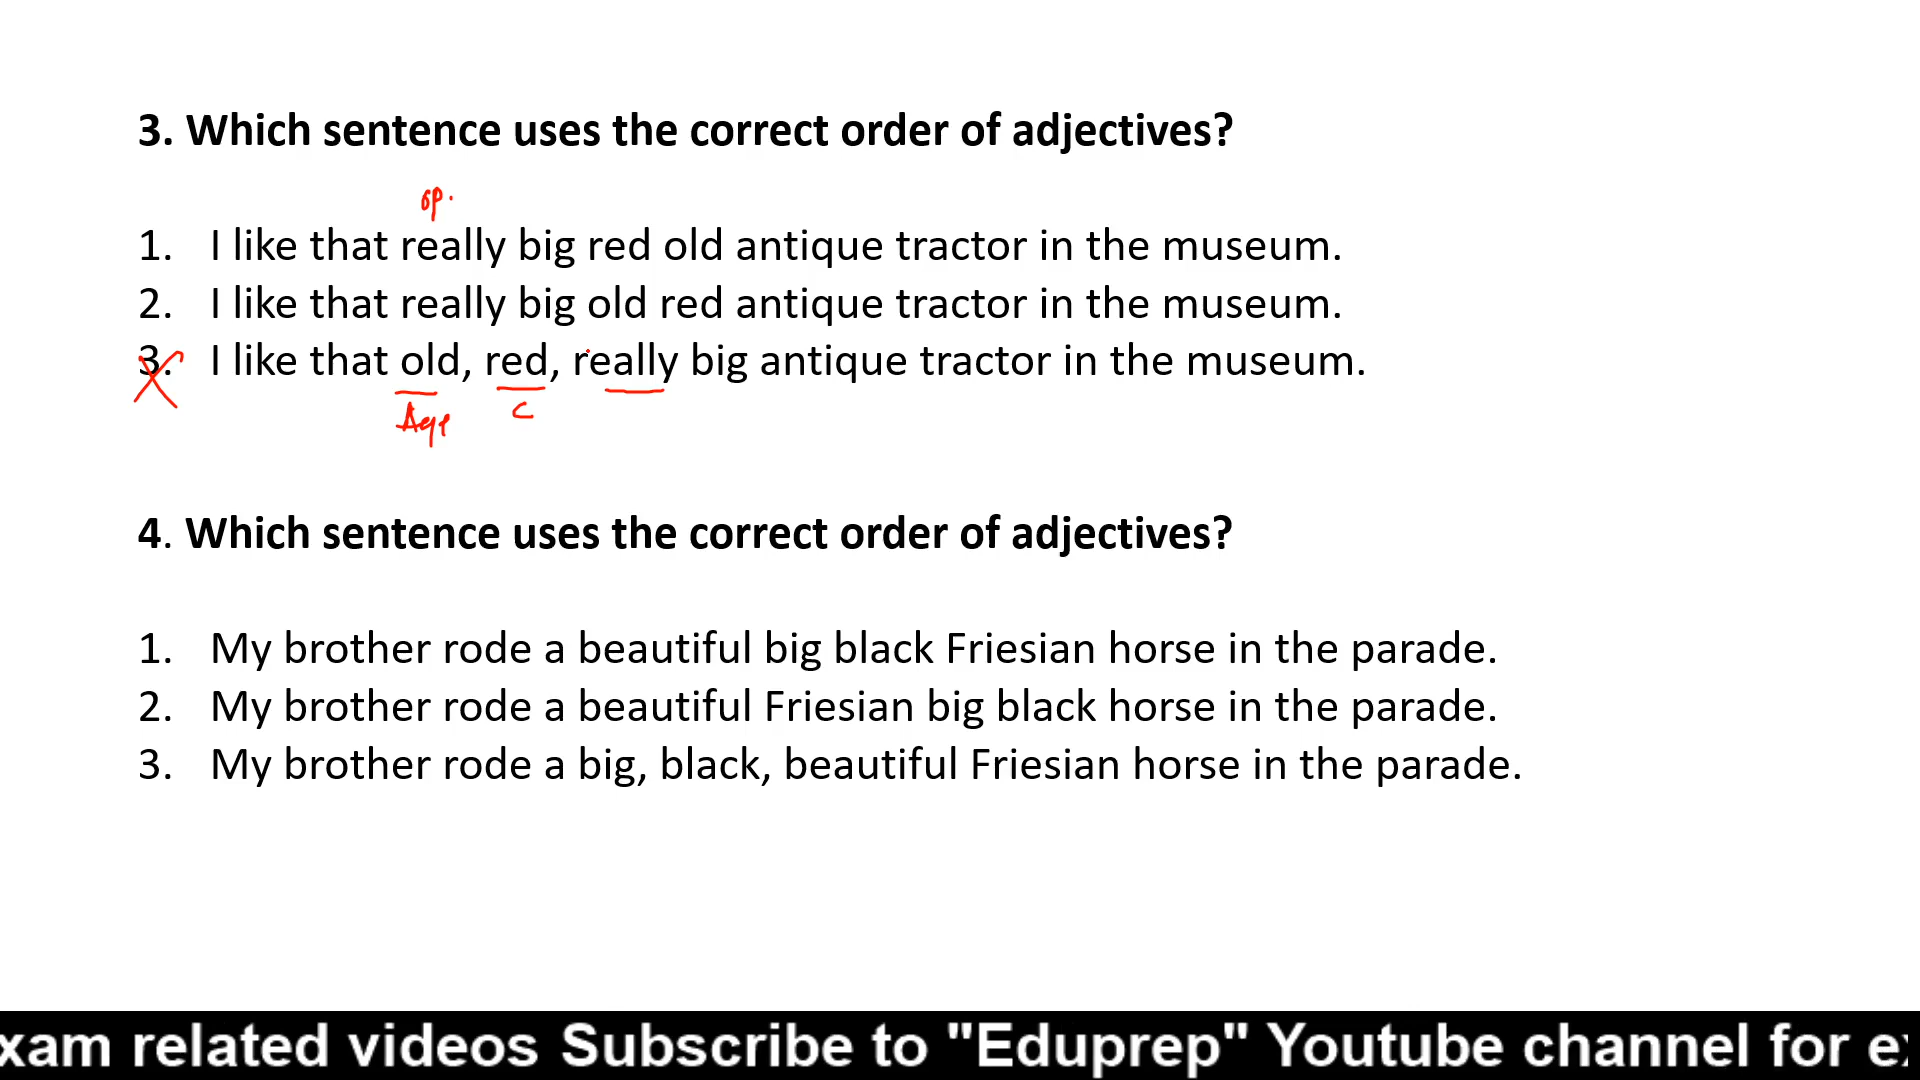 3. Which sentence uses the correct order of adjectives?
op.
1. I like that really big red old antique tractor in the museum.
2. I like that really big old red antique tractor in the museum.
3. I like that old, red, really big antique tractor in the museum.
Age C
4. Which sentence uses the correct order of adjectives?
1. My brother rode a beautiful big black Friesian horse in the parade.
2. My brother rode a beautiful Friesian big black horse in the parade.
3. My brother rode a big, black, beautiful Friesian horse in the parade.
xam related videos Subscribe to "Eduprep" Youtube channel for ex